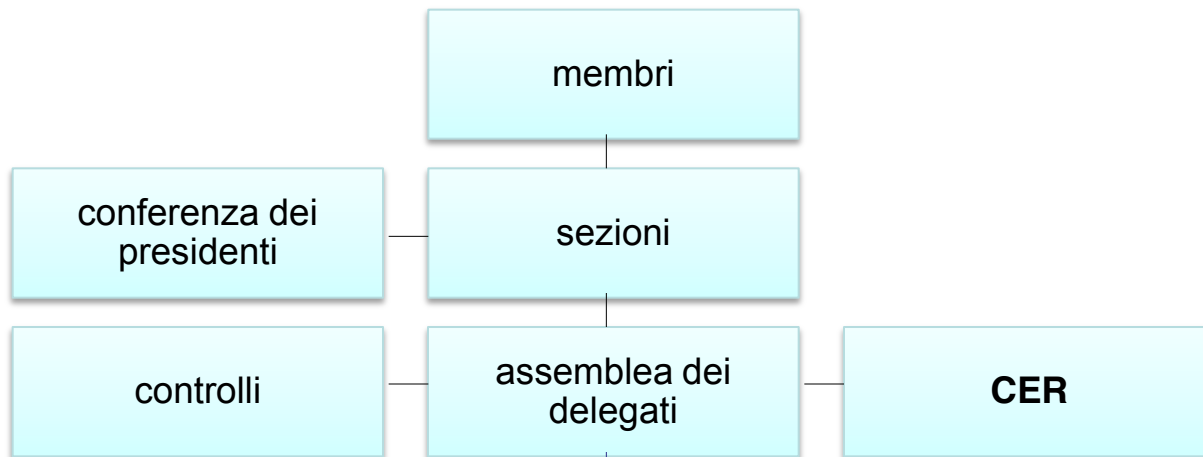 membri
conferenza dei
presidenti
sezioni
controlli
assemblea dei
delegati
CER